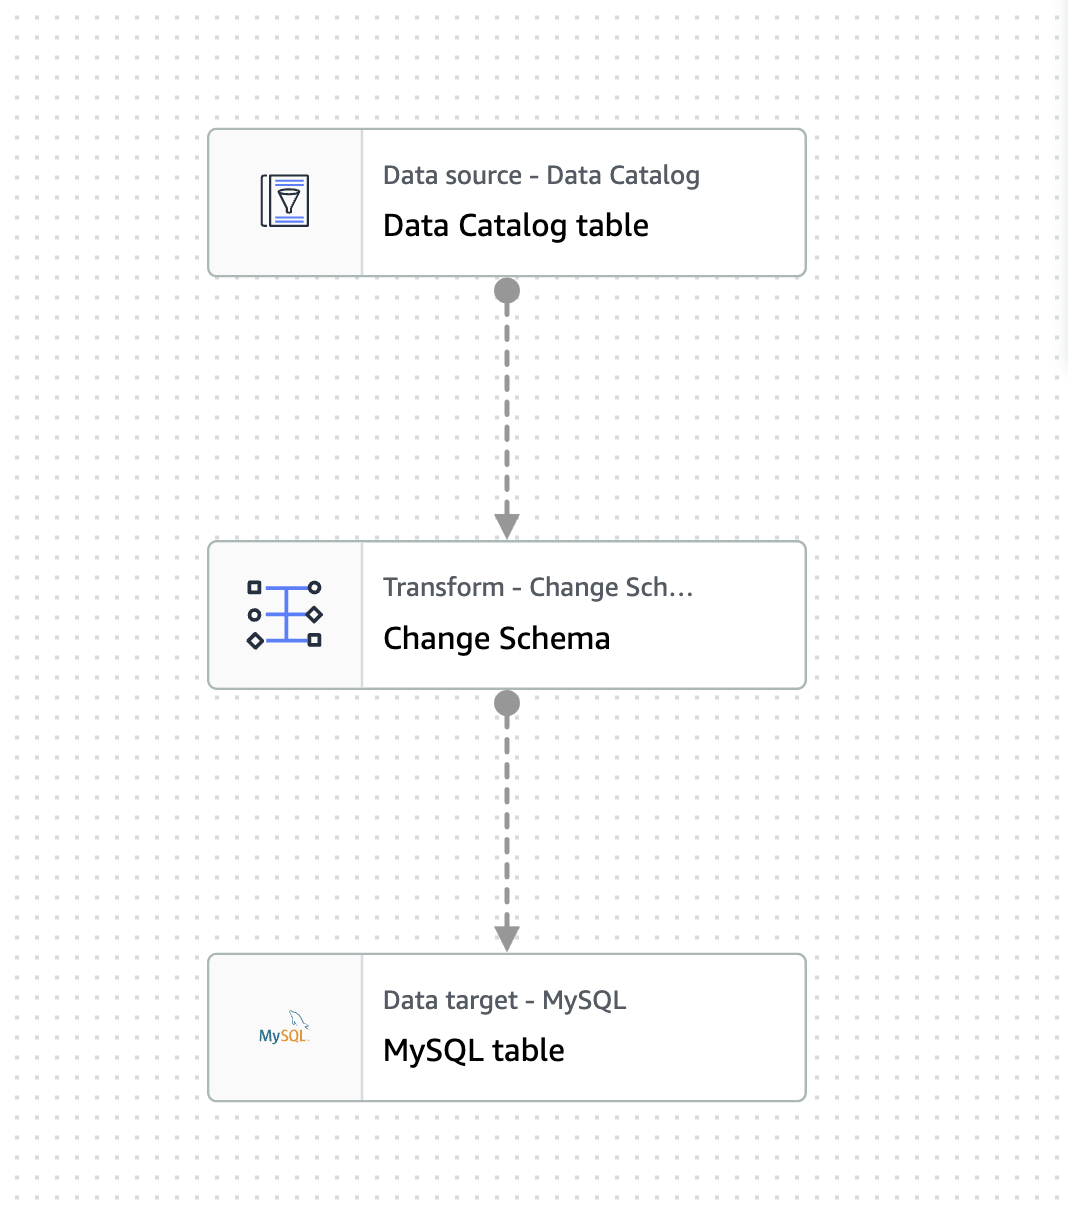 Data source - Data Catalog
Data Catalog table
Transform - Change Sch...
Change Schema
MySQL
Data target - MySQL
MySQL table